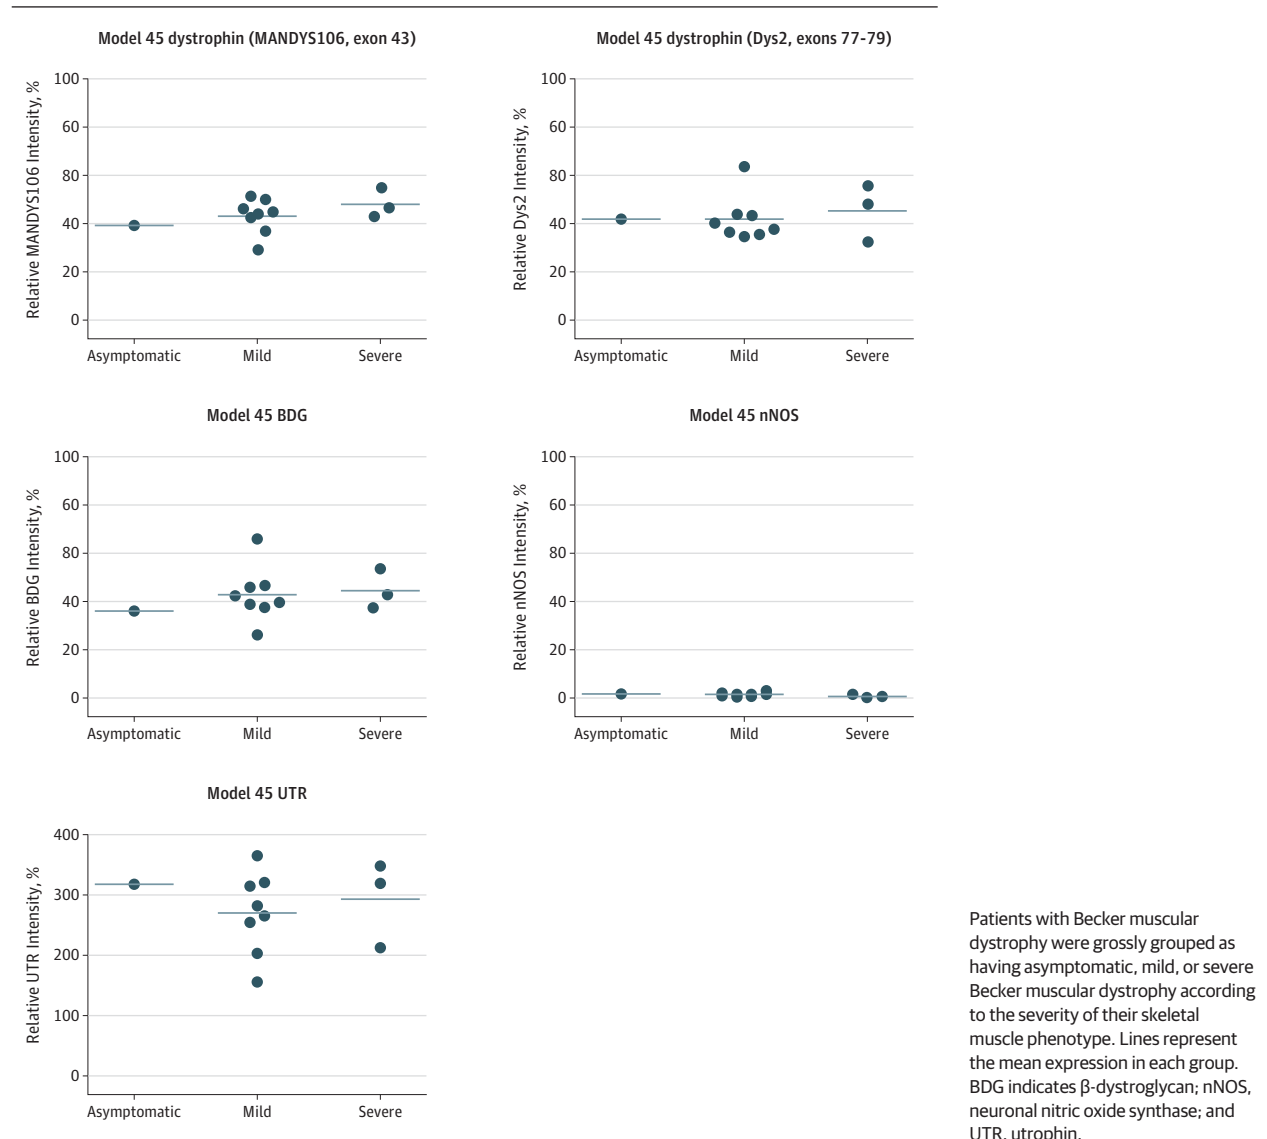 Model 45 dystrophin (MANDYS106, exon 43)
Relative MANDYS106 Intensity, %
100
60
80
40
20
0
Asymptomatic Mild Severe
Model 45 dystrophin (Dys2, exons 77-79)
Relative Dys2 Intensity, %
100
60
80
40
20
0
Asymptomatic Mild Severe
Model 45 BDG
Relative BDG Intensity, %
100
60
80
40
20
0
Asymptomatic Mild Severe
Model 45 nNOS
Relative nNOS Intensity, %
100
60
80
40
20
0
Asymptomatic Mild Severe
Model 45 UTR
Relative UTR Intensity, %
400
300
200
100
0
Asymptomatic Mild Severe
Patients with Becker muscular
dystrophy were grossly grouped as
having asymptomatic, mild, or severe
Becker muscular dystrophy according
to the severity of their skeletal
muscle phenotype. Lines represent
the mean expression in each group.
BDG indicates β-dystroglycan; nNOS,
neuronal nitric oxide synthase; and
UTR, utrophin.